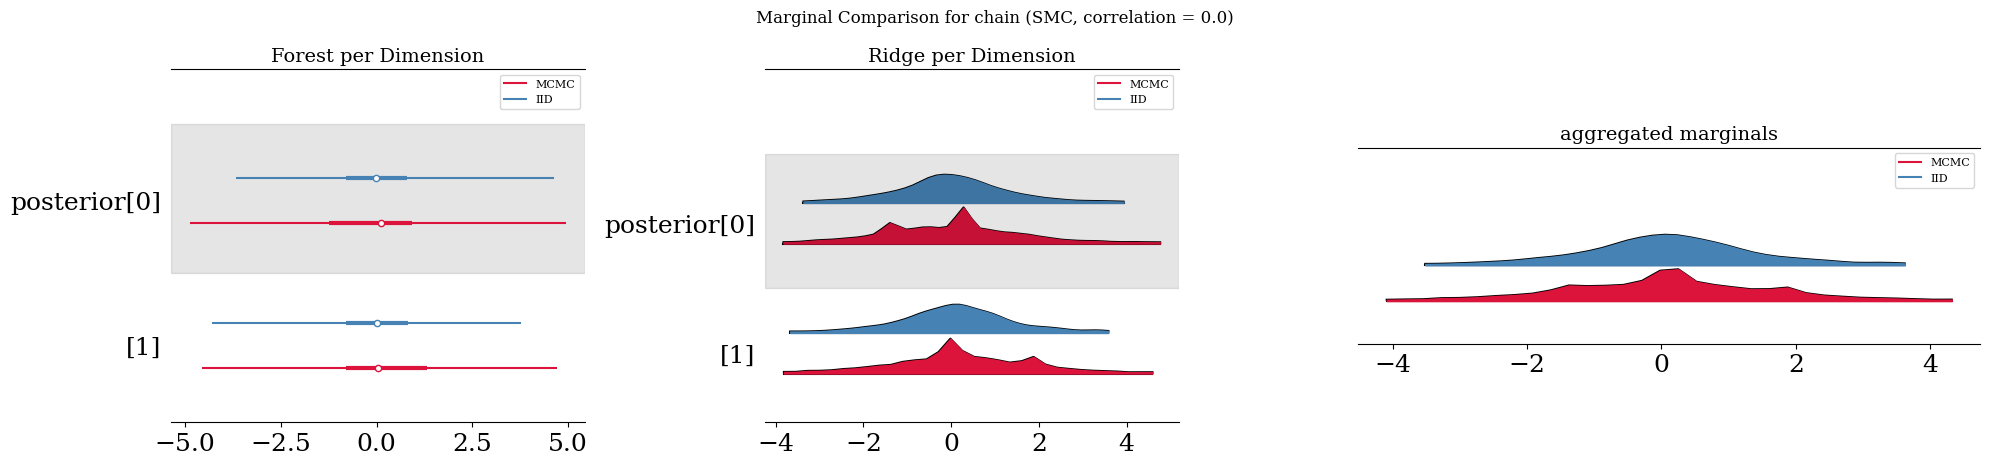 Marginal Comparison for chain (SMC, correlation = 0.0)
Forest per Dimension
MCMC
IID
posterior[0]
[1]
−5.0 −2.5 0.0 2.5 5.0
Ridge per Dimension
MCMC
IID
posterior[0]
[1]
−4 −2 0 2 4
aggregated marginals
MCMC
IID
−4 −2 0 2 4